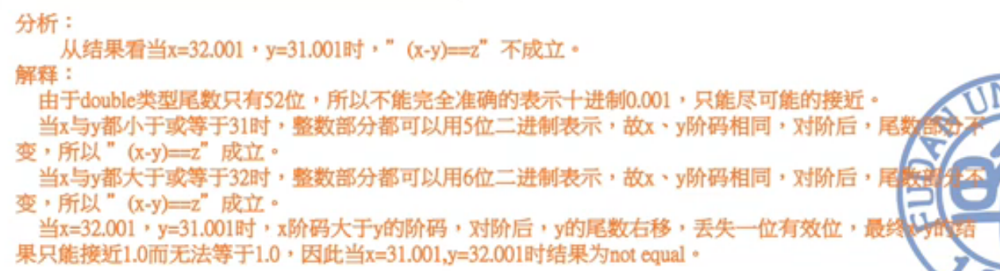 分析：
从结果看当x=32.001，y=31.001时，”(x-y)==z”不成立。
解释：
由于double类型尾数只有52位，所以不能完全准确的表示十进制0.001，只能尽可能的接近。
当x与y都小于或等于31时，整数部分都可以用5位二进制表示，故x、y阶码相同，对阶后，尾数部分不
变，所以”(x-y)==z”成立。
当x与y都大于或等于32时，整数部分都可以用6位二进制表示，故x、y阶码相同，对阶后，尾数部分不
变，所以”(x-y)==z”成立。
当x=32.001，y=31.001时，x阶码大于y的阶码，对阶后，y的尾数右移，丢失一位有效位，最终x-y的结
果只能接近1.0而无法等于1.0，因此当x=31.001,y=32.001时结果为not equal。
FUDAN UN